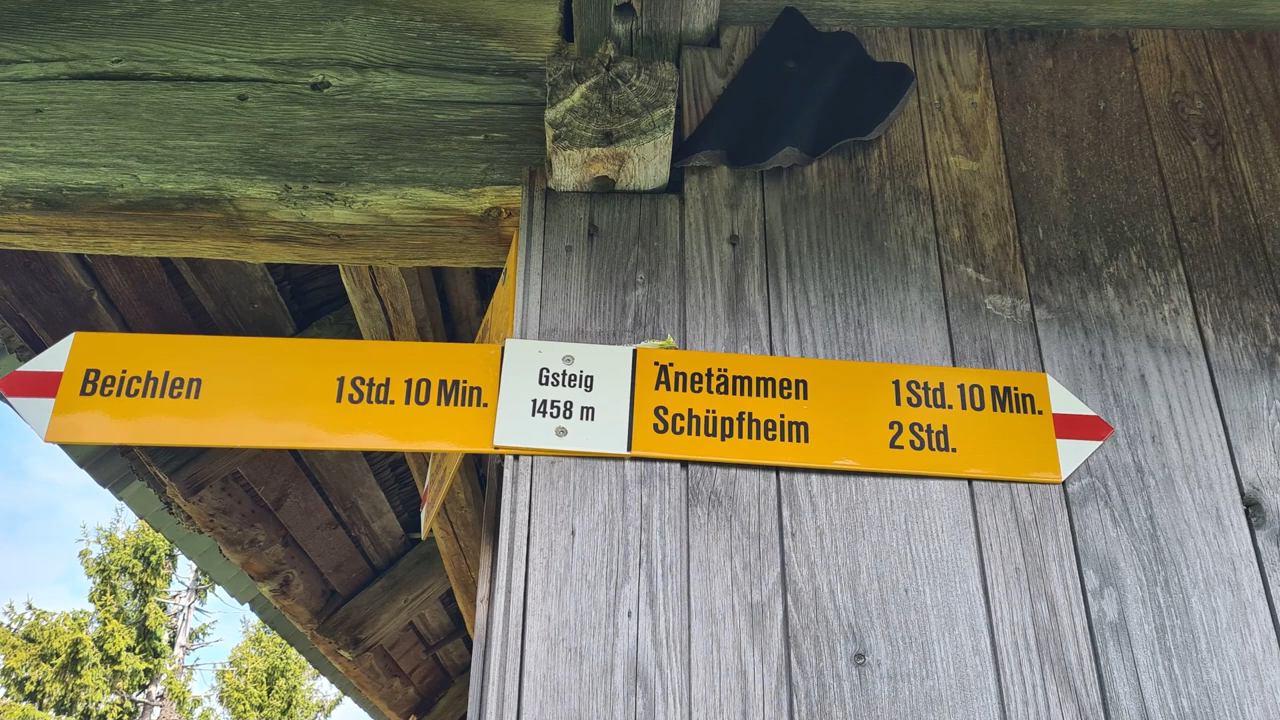 Beichlen 1 Std. 10 Min.
Gsteig
1458 m
Änetämmen 1 Std. 10 Min.
Schüpfheim 2 Std.